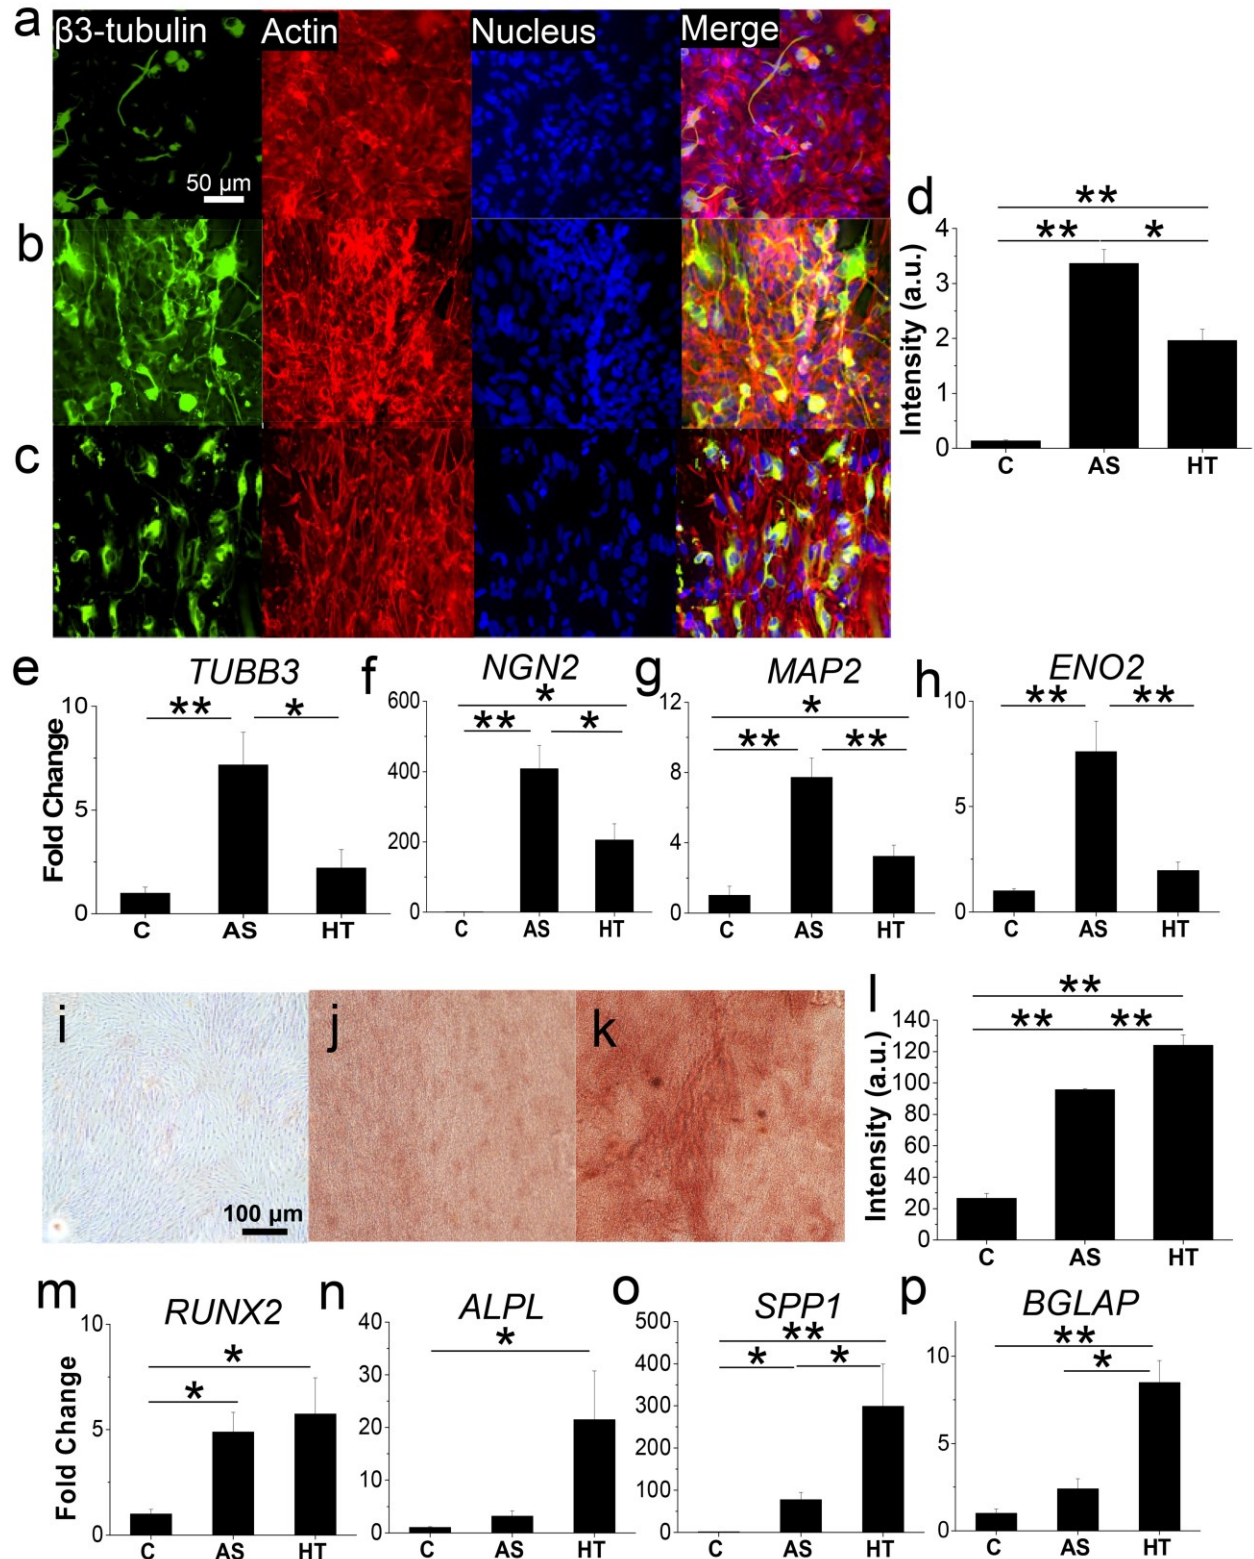 a
β3-tubulin Actin Nucleus Merge
50 µm
b
c
d
** 
** *
Intensity (a.u.)
4
3
2
1
0
C AS HT
e
TUBB3
** *
Fold Change
10
5
0
C AS HT
f
NGN2
*
** *
600
400
200
0
C AS HT
g
MAP2
*
** **
12
8
4
0
C AS HT
h
ENO2
** **
10
5
0
C AS HT
i
100 µm
j
k
l
**
** **
Intensity (a.u.)
140
120
100
80
60
40
20
0
C AS HT
m
RUNX2
*
*
Fold Change
10
5
0
C AS HT
n
ALPL
*
40
30
20
10
0
C AS HT
o
SPP1
**
* *
500
400
300
200
100
0
C AS HT
p
BGLAP
**
*
10
5
0
C AS HT